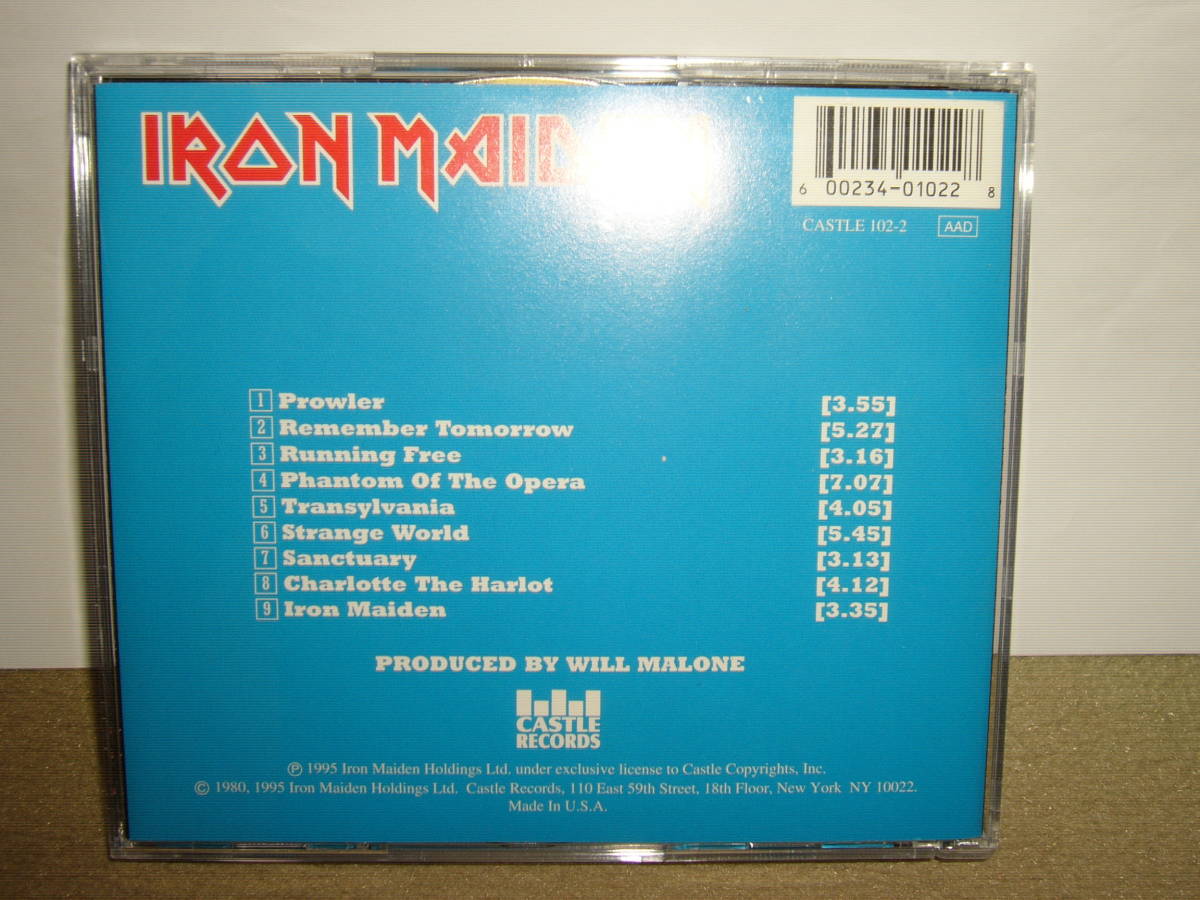 IRON MAID
6 00234-01022 8
CASTLE 102-2 AAD
1 Prowler [3.55]
2 Remember Tomorrow [5.27]
3 Running Free [3.16]
4 Phantom Of The Opera [7.07]
5 Transylvania [4.05]
6 Strange World [5.45]
7 Sanctuary [3.13]
8 Charlotte The Harlot [4.12]
9 Iron Maiden [3.35]
PRODUCED BY WILL MALONE
CASTLE
RECORDS
℗ 1995 Iron Maiden Holdings Ltd. under exclusive license to Castle Copyrights, Inc.
© 1980, 1995 Iron Maiden Holdings Ltd. Castle Records, 110 East 59th Street, 18th Floor, New York NY 10022.
Made In U.S.A.